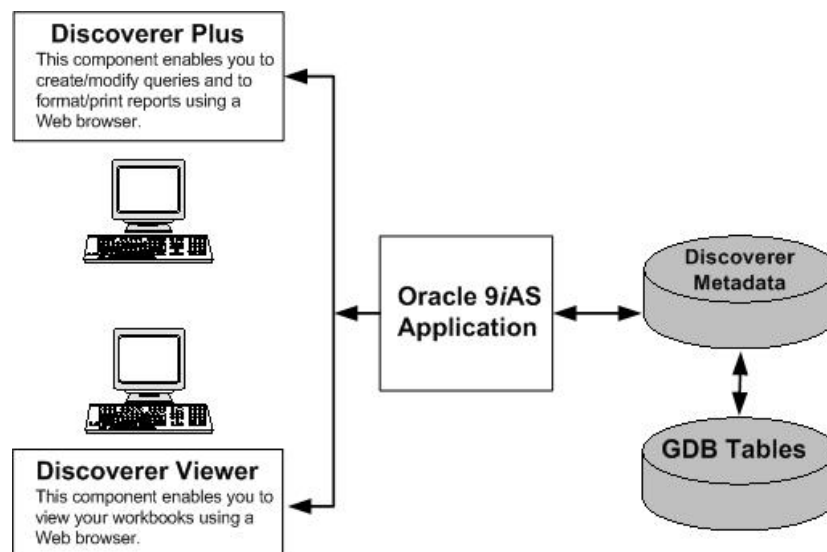 Discoverer Plus
This component enables you to
create/modify queries and to
format/print reports using a
Web browser.
Oracle 9iAS
Application
Discoverer
Metadata
GDB Tables
Discoverer Viewer
This component enables you to
view your workbooks using a
Web browser.